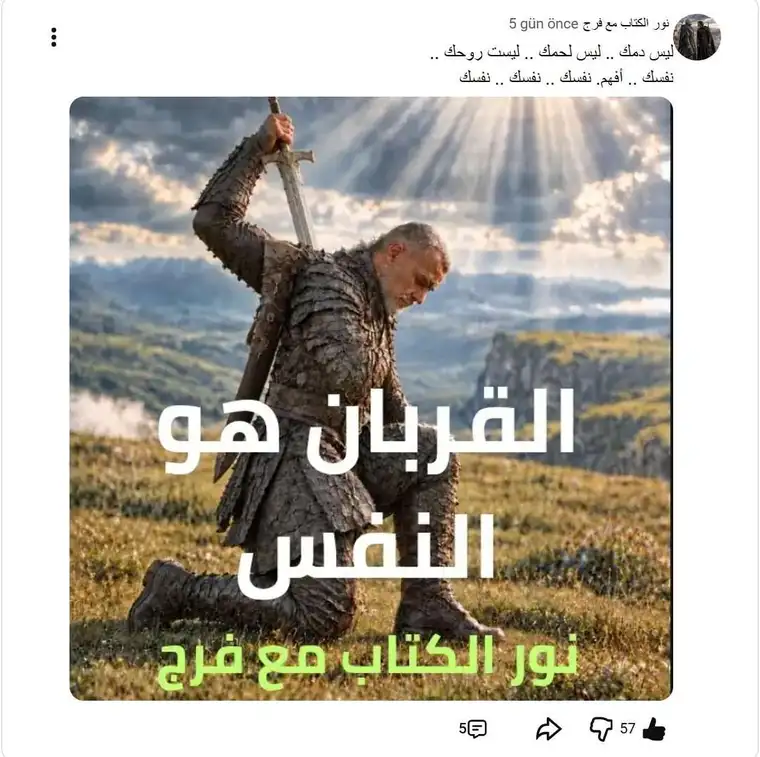 نور الكتاب مع فرج 5 gün önce
ليس دمك .. ليس لحمك .. ليست روحك ..
نفسك .. أفهم. نفسك .. نفسك .. نفسك
القربان هو
النفس
نور الكتاب مع فرج
57
5